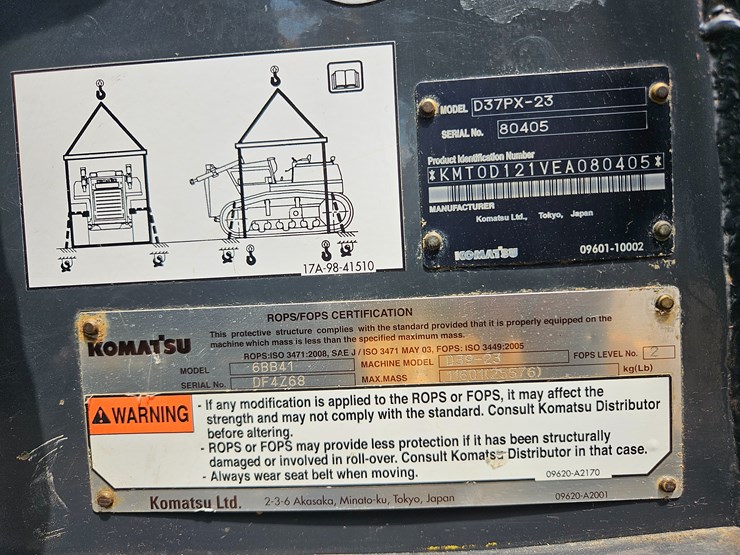 17A-98-41510
MODEL D37PX-23
SERIAL No. 80405
Product Identification Number
*KMT0D121VEA080405*
MANUFACTURER
Komatsu Ltd., Tokyo, Japan
KOMATSU 09601-10002
ROPS/FOPS CERTIFICATION
KOMATSU
This protective structure complies with the standard provided that it is properly equipped on the
machine which mass is less than the specified maximum mass.
ROPS:ISO 3471:2008, SAE J / ISO 3471 MAY 03, FOPS: ISO 3449:2005
MODEL 6BB41 MACHINE MODEL FOPS LEVEL No. 2
SERIAL No. DF4768 MAX.MASS kg(Lb)
WARNING
- If any modification is applied to the ROPS or FOPS, it may affect the
strength and may not comply with the standard. Consult Komatsu Distributor
before altering.
- ROPS or FOPS may provide less protection if it has been structurally
damaged or involved in roll-over. Consult Komatsu Distributor in that case.
- Always wear seat belt when moving.
09620-A2170
Komatsu Ltd. 2-3-6 Akasaka, Minato-ku, Tokyo, Japan 09620-A2001